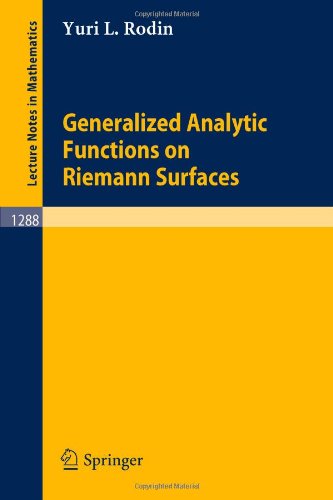 Yuri L. Rodin
Lecture Notes in Mathematics
Generalized Analytic
Functions on
Riemann Surfaces
1288
Springer